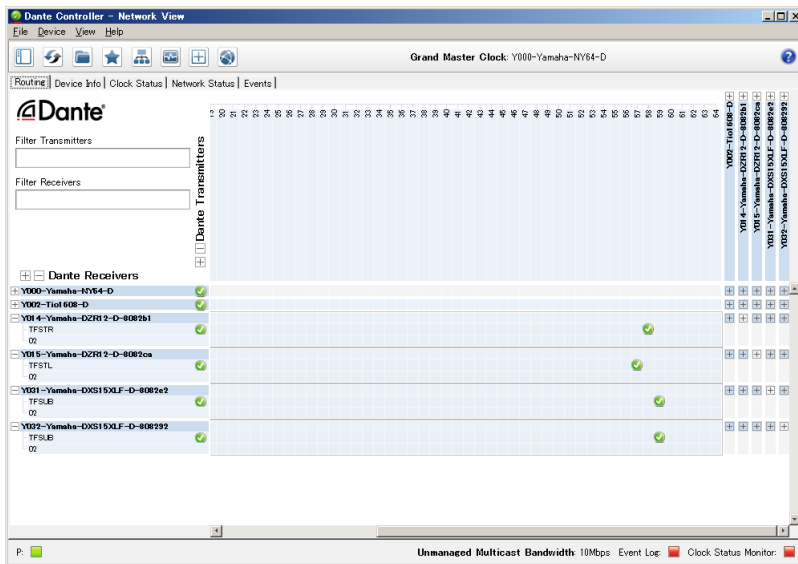 Dante Controller - Network View
File Device View Help
Grand Master Clock: Y000-Yamaha-NY64-D
?
Routing Device Info Clock Status Network Status Events
Dante
Filter Transmitters
Filter Receivers
Dante Transmitters
20 21 22 23 24 25 26 27 28 29 30 31 32 33 34 35 36 37 38 39 40 41 42 43 44 45 46 47 48 49 50 51 52 53 54 55 56 57 58 59 60 61 62 63 64
Y002-Tio1608-D
Y014-Yamaha-DZR12-D-8082b1
Y015-Yamaha-DZR12-D-8082ca
Y031-Yamaha-DXS15XLF-D-8082e2
Y032-Yamaha-DXS15XLF-D-808292
Dante Receivers
Y000-Yamaha-NY64-D
Y002-Tio1608-D
Y014-Yamaha-DZR12-D-8082b1
TFSTR
02
Y015-Yamaha-DZR12-D-8082ca
TFSTL
02
Y031-Yamaha-DXS15XLF-D-8082e2
TFSUB
02
Y032-Yamaha-DXS15XLF-D-808292
TFSUB
02
P: Unmanaged Multicast Bandwidth: 10Mbps Event Log: Clock Status Monitor: